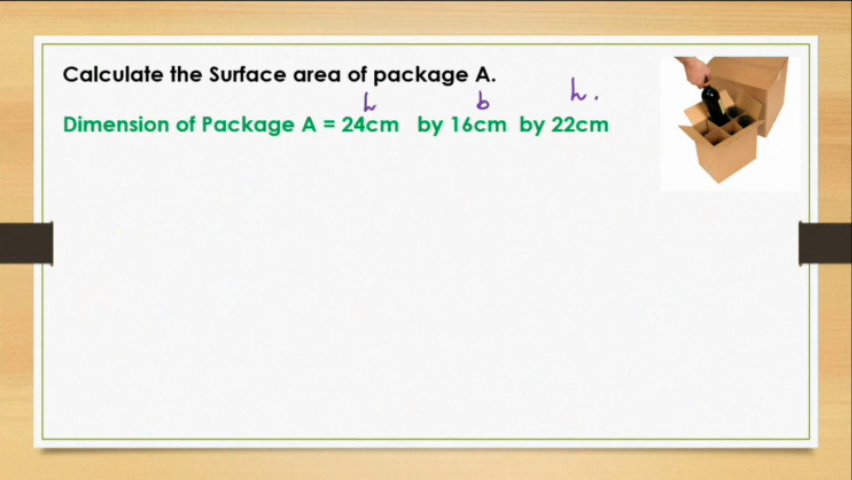 Calculate the Surface area of package A.
b h.
Dimension of Package A = 24cm by 16cm by 22cm